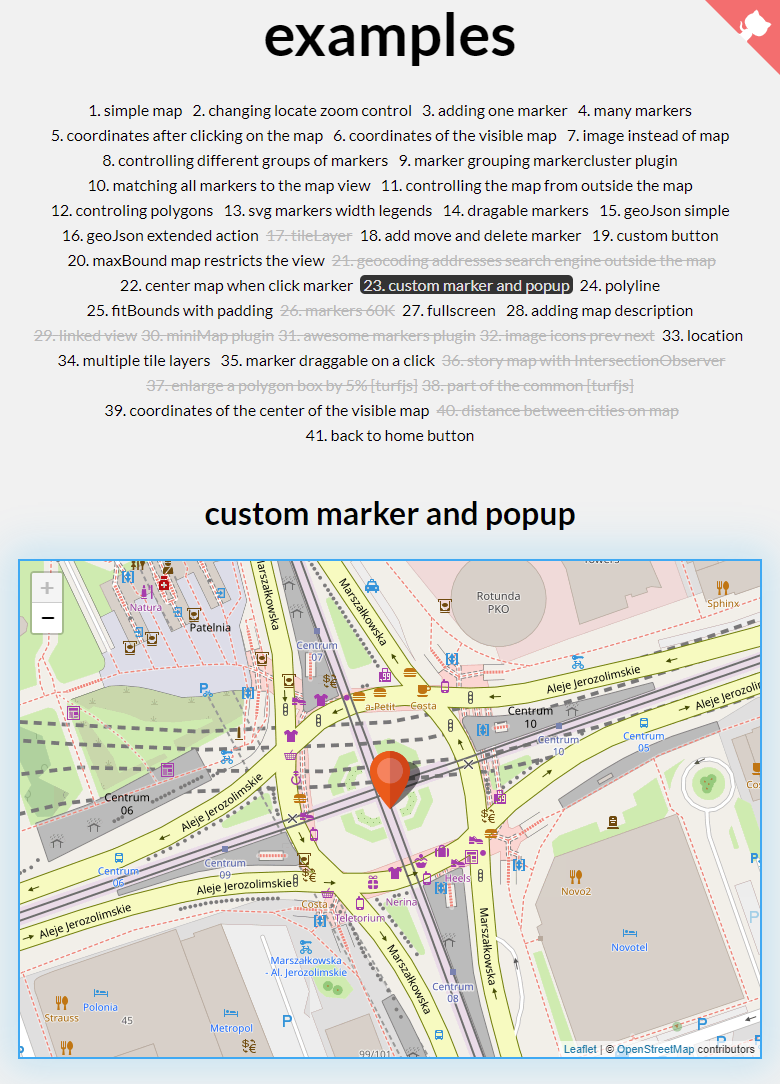 examples
1. simple map 2. changing locate zoom control 3. adding one marker 4. many markers
5. coordinates after clicking on the map 6. coordinates of the visible map 7. image instead of map
8. controlling different groups of markers 9. marker grouping markercluster plugin
10. matching all markers to the map view 11. controlling the map from outside the map
12. controling polygons 13. svg markers width legends 14. dragable markers 15. geoJson simple
16. geoJson extended action 17. tileLayer 18. add move and delete marker 19. custom button
20. maxBound map restricts the view 21. geocoding addresses search engine outside the map
22. center map when click marker 23. custom marker and popup 24. polyline
25. fitBounds with padding 26. markers 60K 27. fullscreen 28. adding map description
29. linked view 30. miniMap plugin 31. awesome markers plugin 32. image icons prev next 33. location
34. multiple tile layers 35. marker draggable on a click 36. story map with IntersectionObserver
37. enlarge a polygon box by 5% [turfjs] 38. part of the common [turfjs]
39. coordinates of the center of the visible map 40. distance between cities on map
41. back to home button
custom marker and popup
+
−
Natura
Patelnia
Marszałkowska
Marszałkowska
Centrum
07
Rotunda
PKO
Sphinx
Aleje Jerozolimskie
a-Petit
Costa
Centrum
10
Centrum
10
Centrum
05
Centrum
06
Aleje Jerozolimskie
Centrum
06
Centrum
09
Aleje Jerozolimskie
Costa
Nerina
Teletorium
Heels
Novo2
Novotel
Aleje Jerozolimskie
Marszałkowska
- Al. Jerozolimskie
Marszałkowska
Marszałkowska
Centrum
08
Strauss
Polonia
45
Metropol
99/101
P
P
Leaflet | © OpenStreetMap contributors